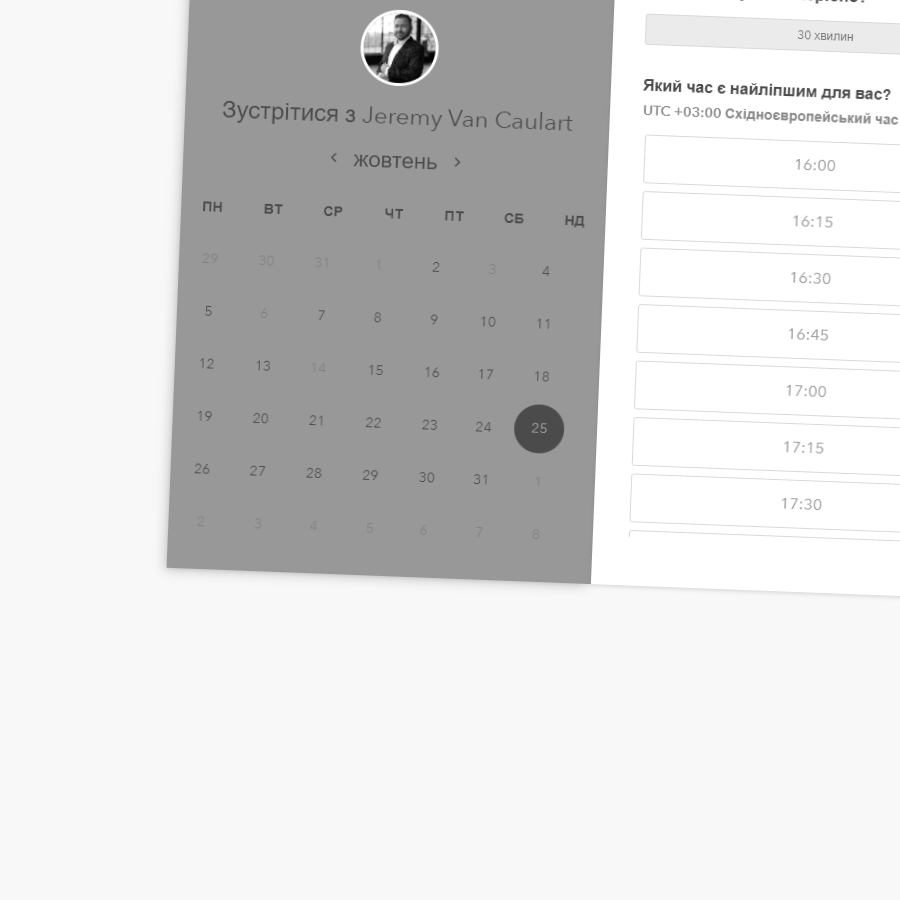 Зустрітися з Jeremy Van Caulart
жовтень
ПН ВТ СР ЧТ ПТ СБ НД
29 30 31 1 2 3 4
5 6 7 8 9 10 11
12 13 14 15 16 17 18
19 20 21 22 23 24 25
26 27 28 29 30 31 1
2 3 4 5 6 7 8
30 хвилин
Який час є найліпшим для вас?
UTC +03:00 Східноєвропейський час
16:00
16:15
16:30
16:45
17:00
17:15
17:30